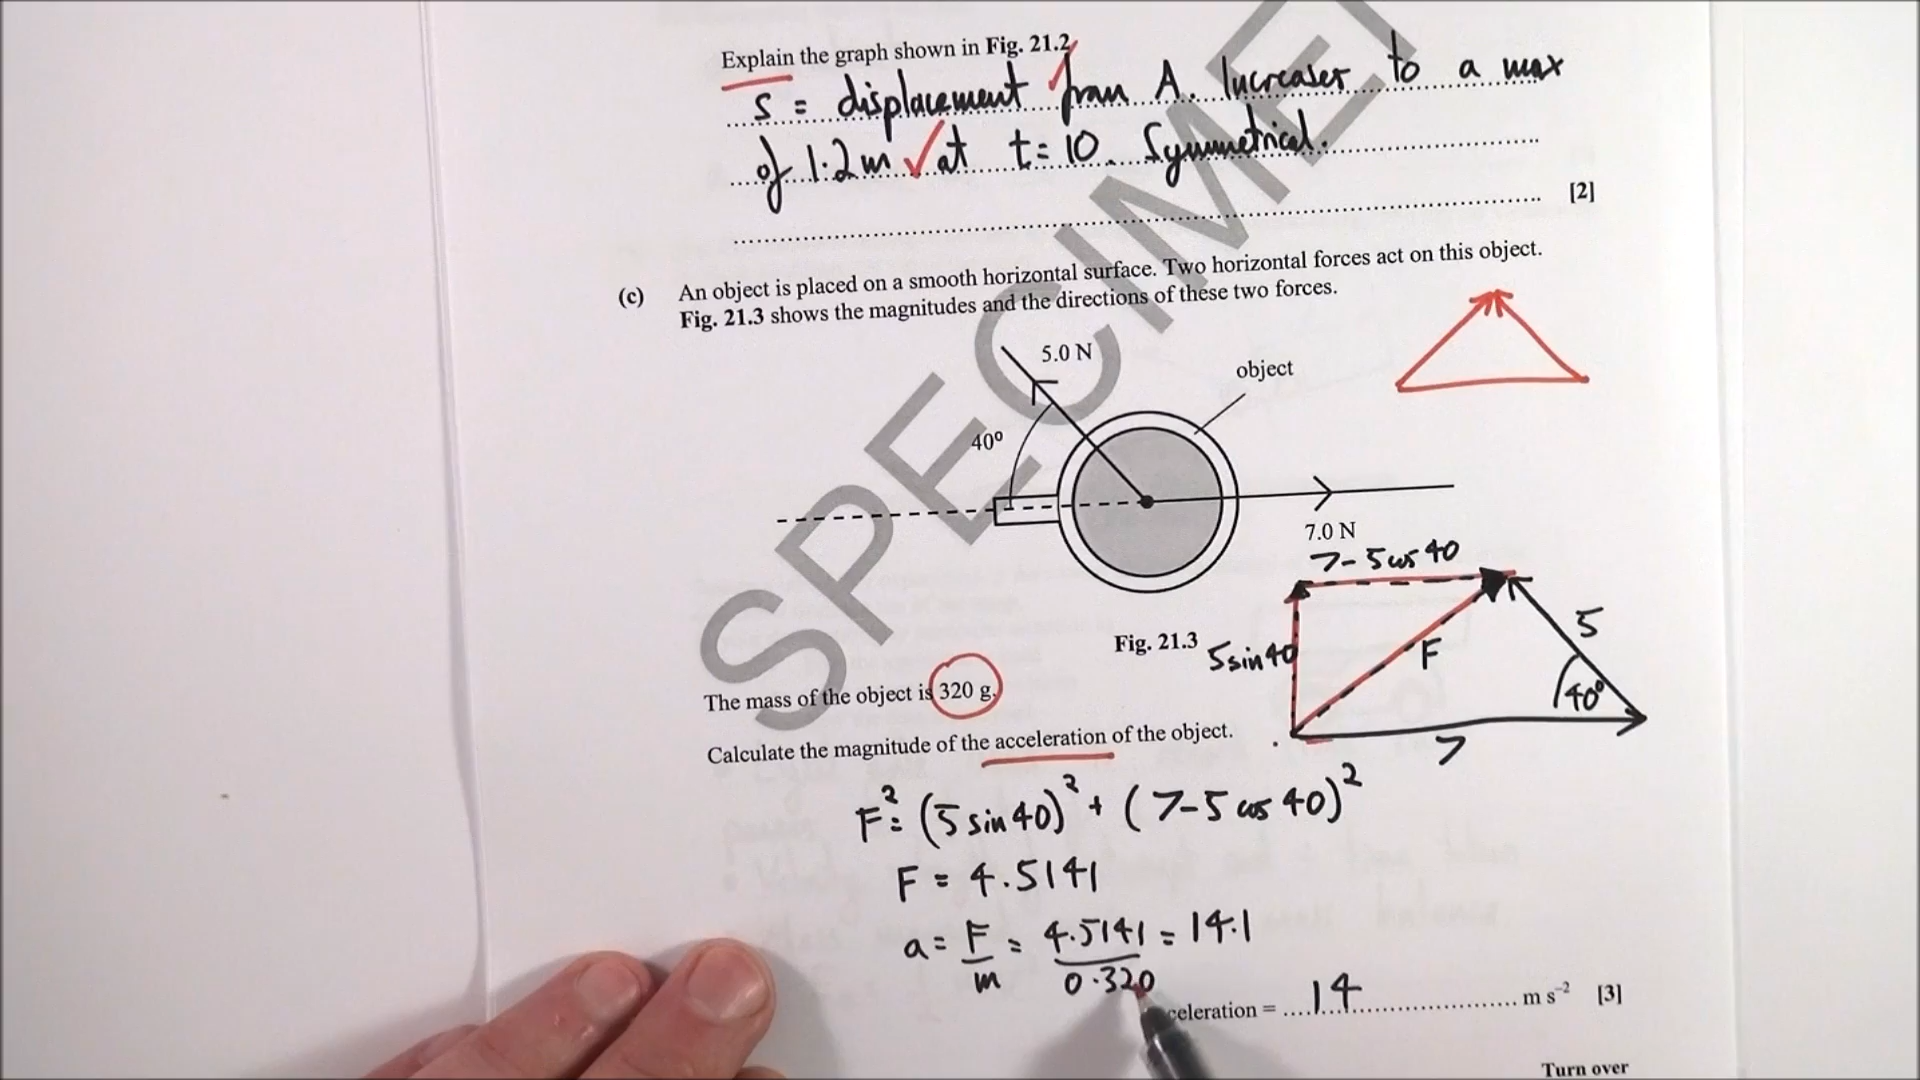 Explain the graph shown in Fig. 21.2
s = displacement from A. Increases to a max
of 1.2m at t = 10. Symmetrical.
[2]
(c) An object is placed on a smooth horizontal surface. Two horizontal forces act on this object.
Fig. 21.3 shows the magnitudes and the directions of these two forces.
5.0 N
object
40⁰
7.0 N
7-5cos40
Fig. 21.3
5sin40
F
5
40°
7
The mass of the object is 320 g.
Calculate the magnitude of the acceleration of the object.
F² = (5 sin 40)² + (7-5 cos 40)²
F = 4.5141
a = F/m = 4.5141/0.320 = 14.1
celeration = 14 m s⁻² [3]
Turn over
SPECIME